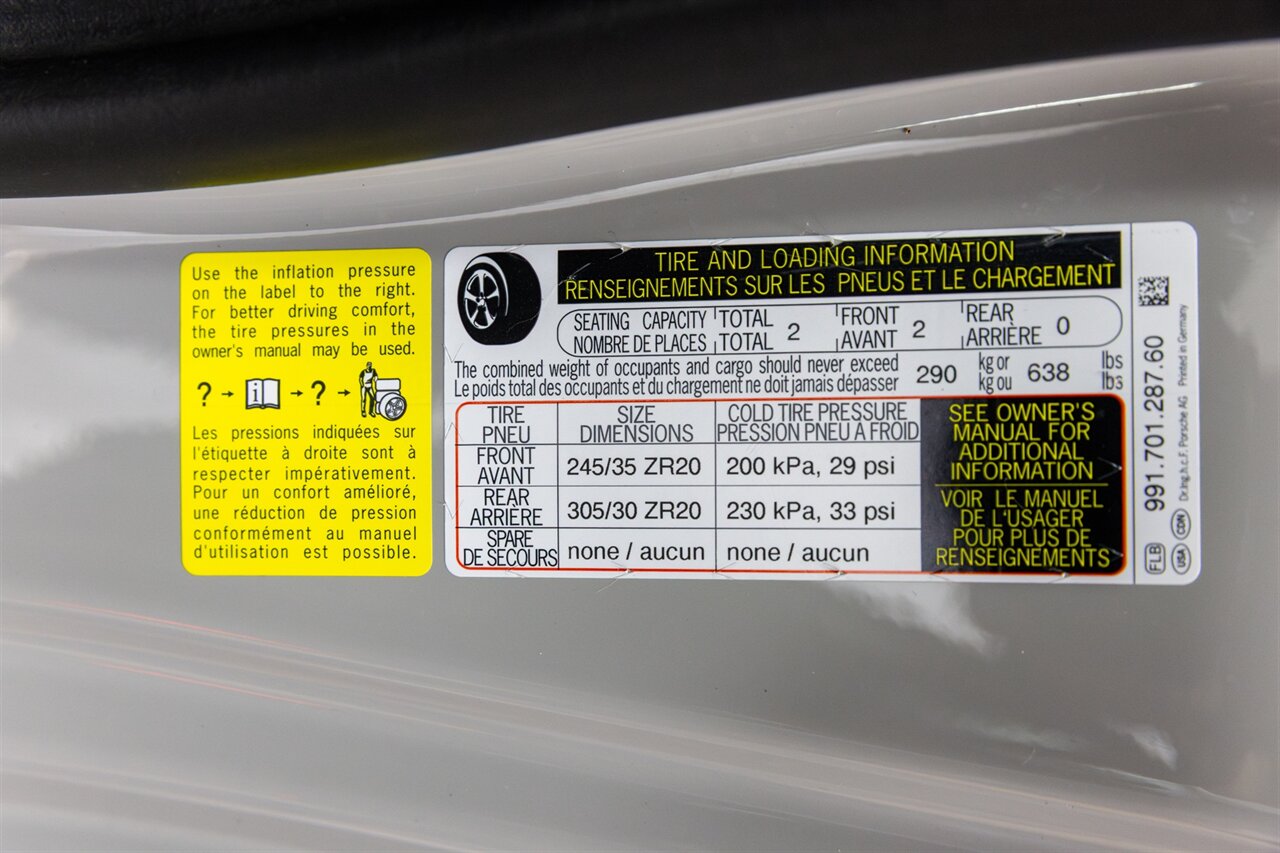 Use the inflation pressure
on the label to the right.
For better driving comfort,
the tire pressures in the
owner's manual may be used.
? → i → ? →
Les pressions indiquées sur
l'étiquette à droite sont à
respecter impérativement.
Pour un confort amélioré,
une réduction de pression
conformément au manuel
d'utilisation est possible.
TIRE AND LOADING INFORMATION
RENSEIGNEMENTS SUR LES PNEUS ET LE CHARGEMENT
SEATING CAPACITY TOTAL 2 FRONT 2 REAR 0
NOMBRE DE PLACES TOTAL AVANT ARRIÈRE
The combined weight of occupants and cargo should never exceed 290 kg or 638 lbs
Le poids total des occupants et du chargement ne doit jamais dépasser kg ou lbs
TIRE SIZE COLD TIRE PRESSURE
PNEU DIMENSIONS PRESSION PNEU A FROID
FRONT
AVANT 245/35 ZR20 200 kPa, 29 psi
REAR
ARRIÈRE 305/30 ZR20 230 kPa, 33 psi
SPARE
DE SECOURS none / aucun none / aucun
SEE OWNER'S
MANUAL FOR
ADDITIONAL
INFORMATION
VOIR LE MANUEL
DE L'USAGER
POUR PLUS DE
RENSEIGNEMENTS
FLB 991.701.287.60
USA CDN Dr.Ing.h.c.F. Porsche AG Printed in Germany